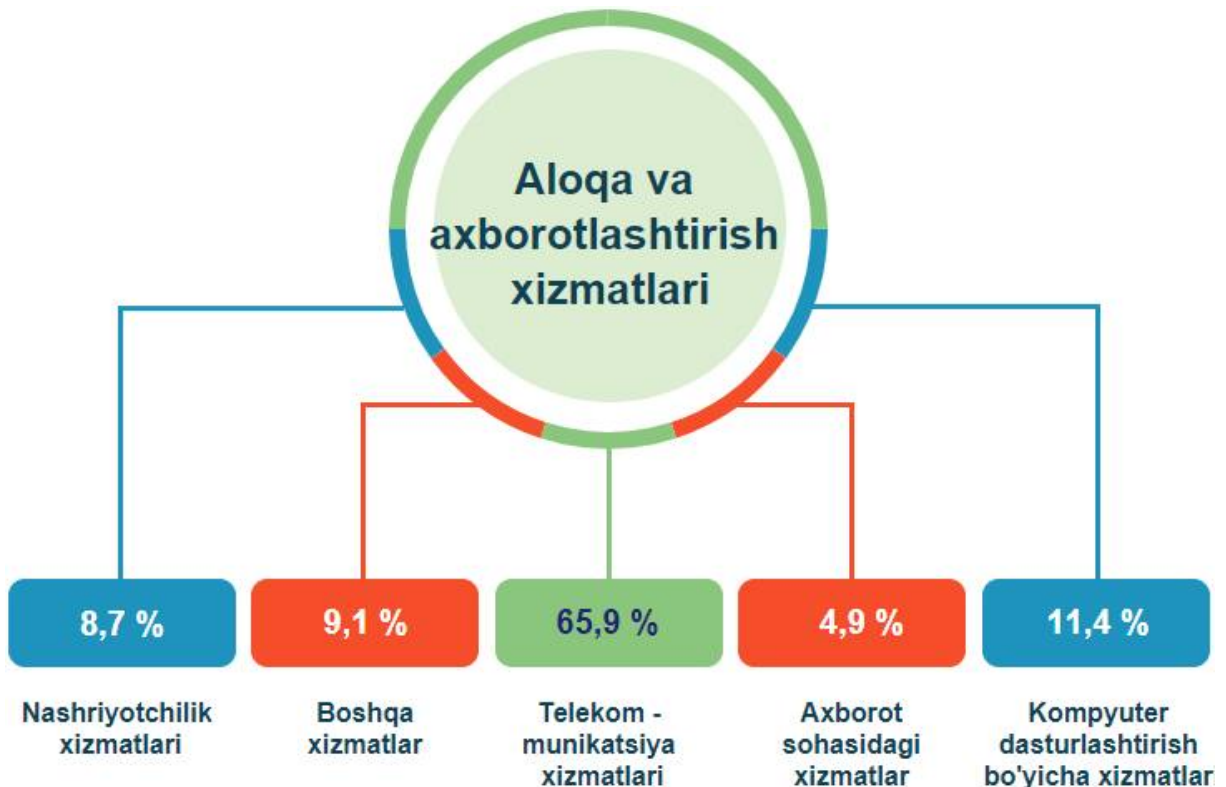 Aloqa va
axborotlashtirish
xizmatlari
8,7 %
9,1 %
65,9 %
4,9 %
11,4 %
Nashriyotchilik
xizmatlari
Boshqa
xizmatlar
Telekom -
munikatsiya
xizmatlari
Axborot
sohasidagi
xizmatlar
Kompyuter
dasturlashtirish
bo'yicha xizmatlar